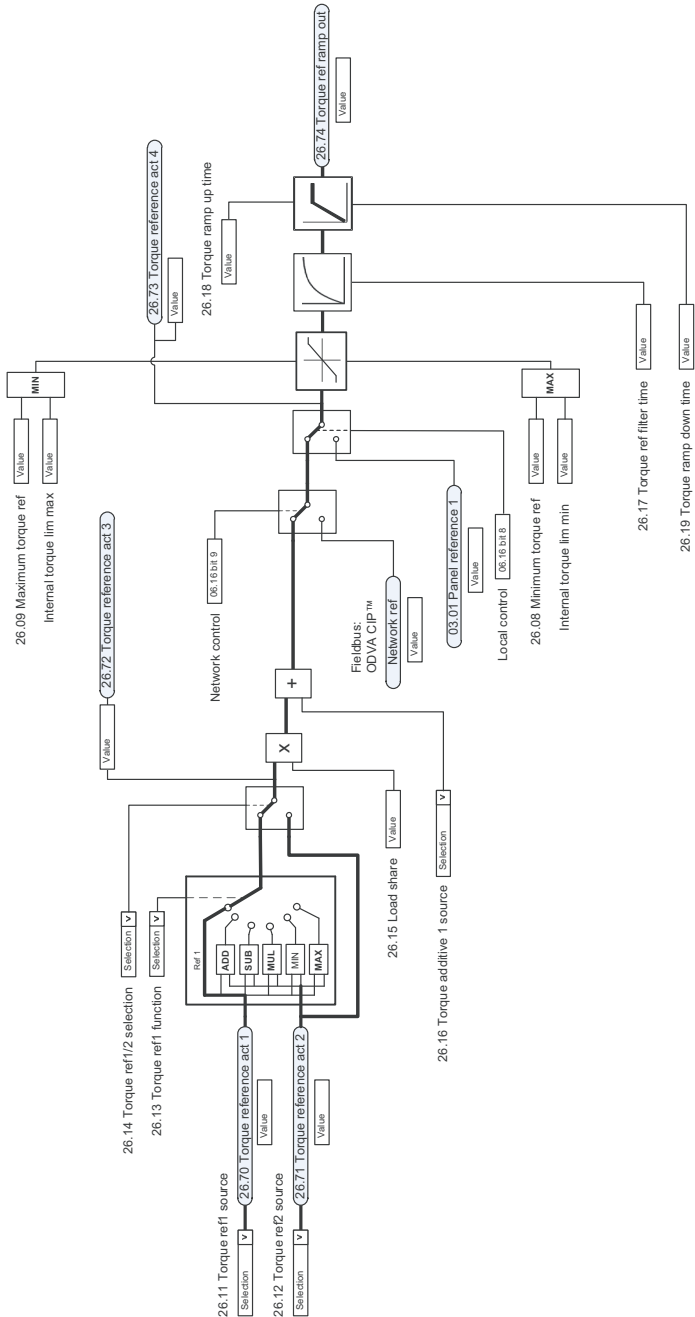 26.11 Torque ref1 source
Selection
v
26.70 Torque reference act 1
Value
26.12 Torque ref2 source
Selection
v
26.71 Torque reference act 2
Value
26.14 Torque ref1/2 selection
Selection
v
26.13 Torque ref1 function
Selection
v
Ref 1
ADD
SUB
MUL
MIN
MAX
26.72 Torque reference act 3
Value
X
26.15 Load share
Value
+
26.16 Torque additive 1 source
Selection
v
Network control
06.16 bit 9
Fieldbus:
ODVA CIP™
Network ref
Value
03.01 Panel reference 1
Value
Local control
06.16 bit 8
26.73 Torque reference act 4
Value
26.09 Maximum torque ref
Value
Internal torque lim max
Value
MIN
26.08 Minimum torque ref
Value
Internal torque lim min
Value
MAX
26.18 Torque ramp up time
Value
26.17 Torque ref filter time
Value
26.19 Torque ramp down time
Value
26.74 Torque ref ramp out
Value